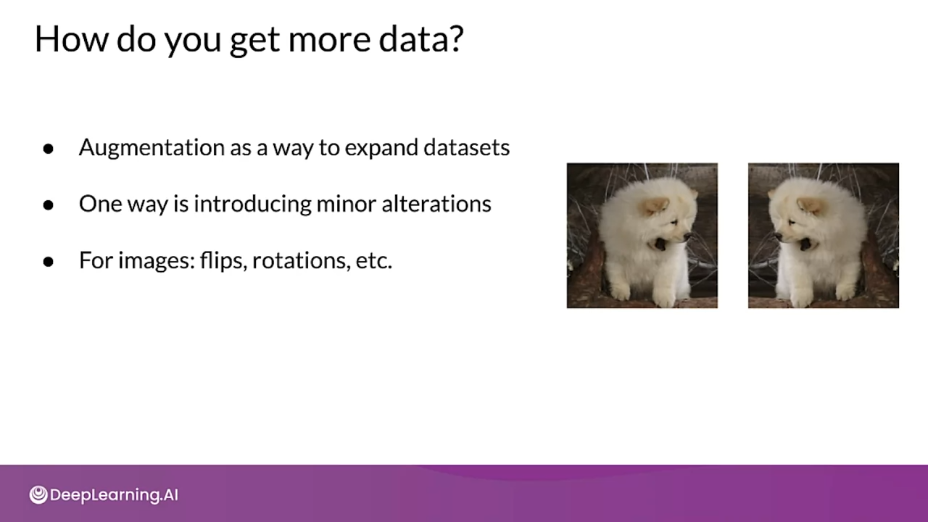 How do you get more data?
● Augmentation as a way to expand datasets
● One way is introducing minor alterations
● For images: flips, rotations, etc.
DeepLearning.AI